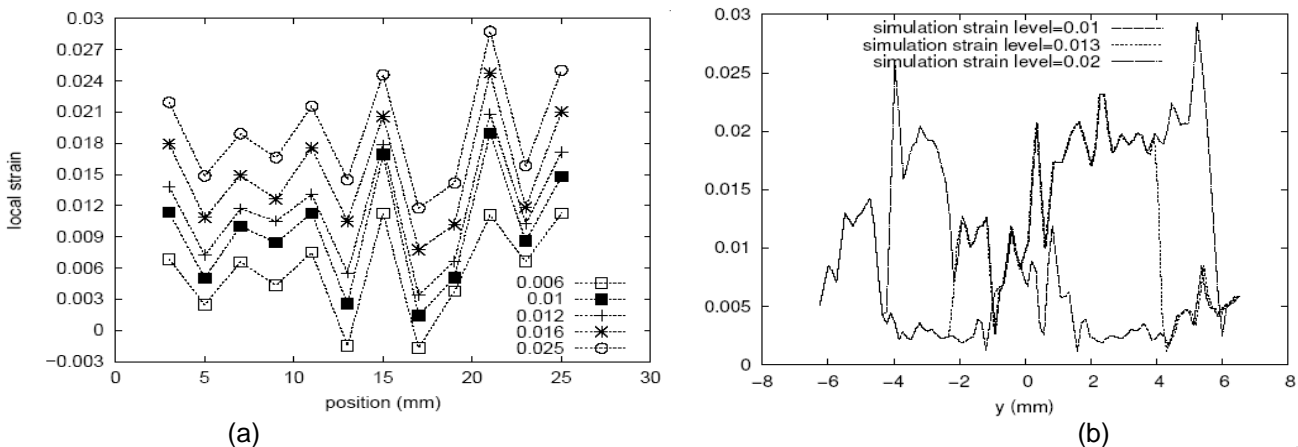 0.03
0.027
0.024
0.021
0.018
0.015
0.012
0.009
0.006
0.003
0
−0.003
local strain
0 5 10 15 20 25 30
position (mm)
0.006
0.01
0.012
0.016
0.025
(a)
0.03
0.025
0.02
0.015
0.01
0.005
0
simulation strain level=0.01
simulation strain level=0.013
simulation strain level=0.02
−8 −6 −4 −2 0 2 4 6 8
y (mm)
(b)